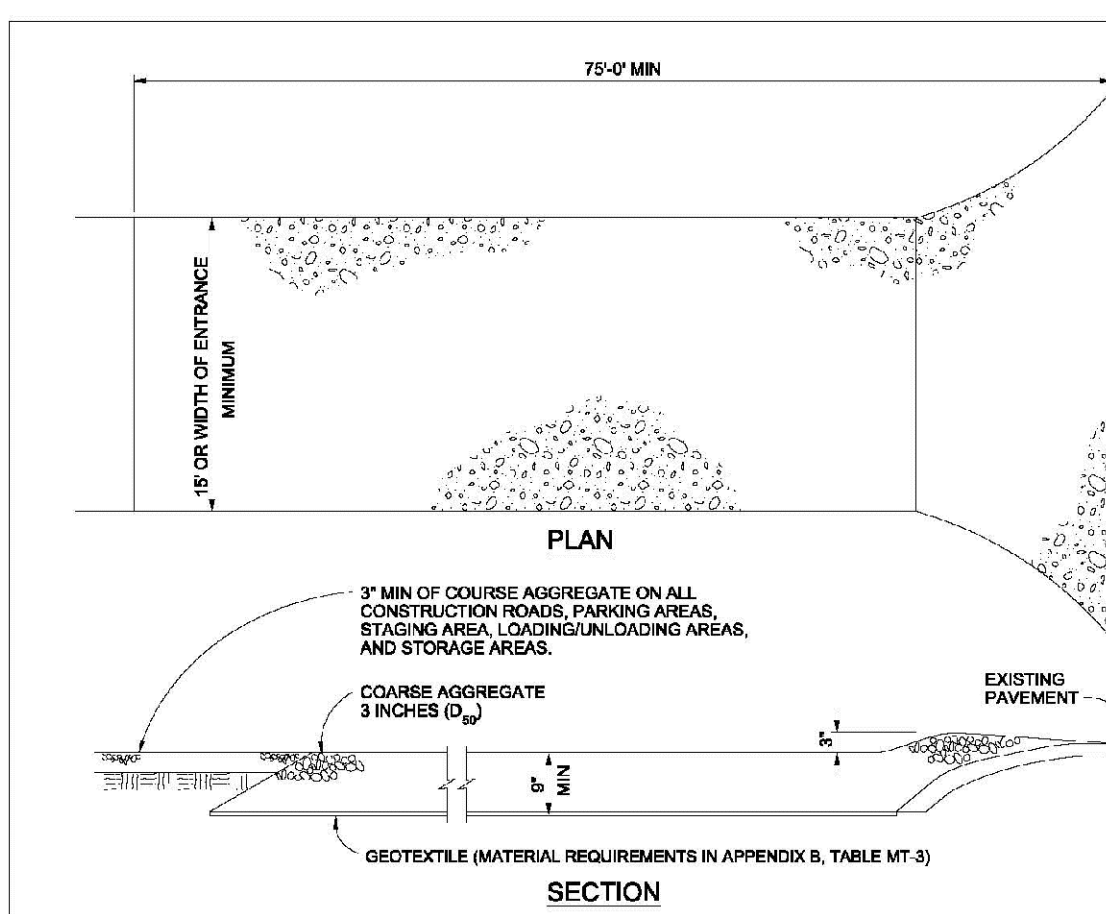 75'-0' MIN
15' OR WIDTH OF ENTRANCE
MINIMUM
PLAN
3" MIN OF COURSE AGGREGATE ON ALL
CONSTRUCTION ROADS, PARKING AREAS,
STAGING AREA, LOADING/UNLOADING AREAS,
AND STORAGE AREAS.
COARSE AGGREGATE
3 INCHES (D50)
EXISTING
PAVEMENT
3"
9"
MIN
GEOTEXTILE (MATERIAL REQUIREMENTS IN APPENDIX B, TABLE MT-3)
SECTION